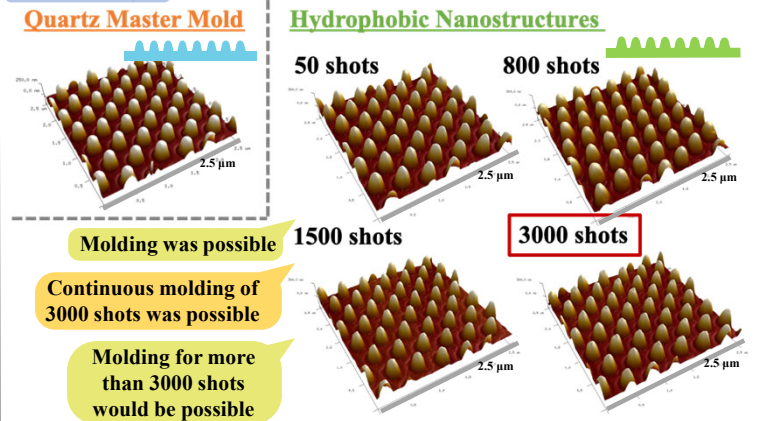 Quartz Master Mold
2.5 μm
Hydrophobic Nanostructures
50 shots
2.5 μm
800 shots
2.5 μm
Molding was possible
Continuous molding of
3000 shots was possible
Molding for more
than 3000 shots
would be possible
1500 shots
2.5 μm
3000 shots
2.5 μm